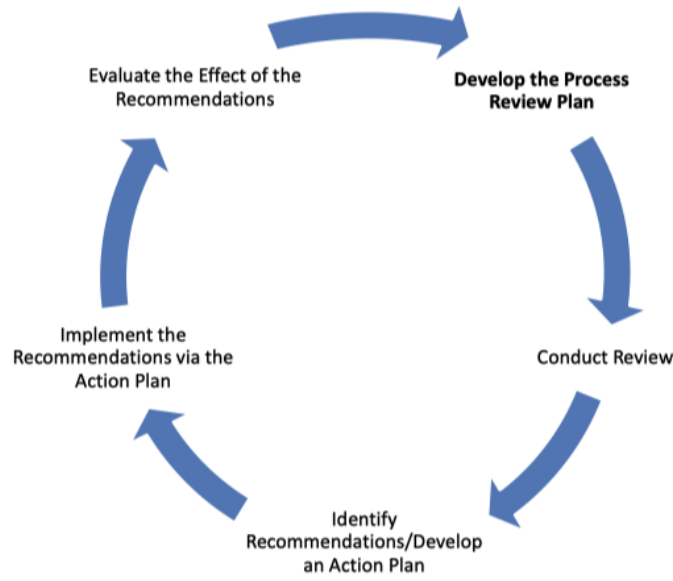 Develop the Process
Review Plan
Conduct Review
Identify
Recommendations/Develop
an Action Plan
Implement the
Recommendations via the
Action Plan
Evaluate the Effect of the
Recommendations